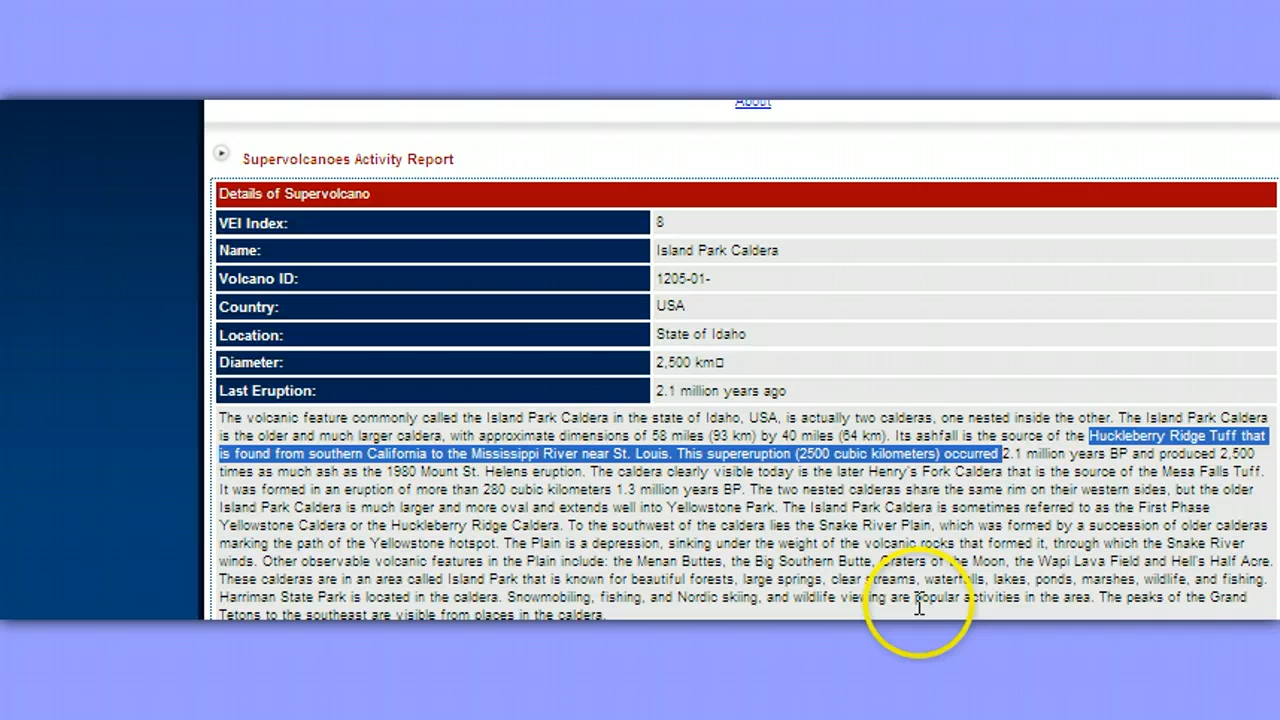 About
Supervolcanoes Activity Report
Details of Supervolcano
VEI Index: 8
Name: Island Park Caldera
Volcano ID: 1205-01-
Country: USA
Location: State of Idaho
Diameter: 2,500 km□
Last Eruption: 2.1 million years ago
The volcanic feature commonly called the Island Park Caldera in the state of Idaho, USA, is actually two calderas, one nested inside the other. The Island Park Caldera
is the older and much larger caldera, with approximate dimensions of 58 miles (93 km) by 40 miles (64 km). Its ashfall is the source of the Huckleberry Ridge Tuff that
is found from southern California to the Mississippi River near St. Louis. This supereruption (2500 cubic kilometers) occurred 2.1 million years BP and produced 2,500
times as much ash as the 1980 Mount St. Helens eruption. The caldera clearly visible today is the later Henry's Fork Caldera that is the source of the Mesa Falls Tuff.
It was formed in an eruption of more than 280 cubic kilometers 1.3 million years BP. The two nested calderas share the same rim on their western sides, but the older
Island Park Caldera is much larger and more oval and extends well into Yellowstone Park. The Island Park Caldera is sometimes referred to as the First Phase
Yellowstone Caldera or the Huckleberry Ridge Caldera. To the southwest of the caldera lies the Snake River Plain, which was formed by a succession of older calderas
marking the path of the Yellowstone hotspot. The Plain is a depression, sinking under the weight of the volcanic rocks that formed it, through which the Snake River
winds. Other observable volcanic features in the Plain include: the Menan Buttes, the Big Southern Butte, Craters of the Moon, the Wapi Lava Field and Hell's Half Acre.
These calderas are in an area called Island Park that is known for beautiful forests, large springs, clear streams, waterfalls, lakes, ponds, marshes, wildlife, and fishing.
Harriman State Park is located in the caldera. Snowmobiling, fishing, and Nordic skiing, and wildlife viewing are popular activities in the area. The peaks of the Grand
Tetons to the southeast are visible from places in the caldera.